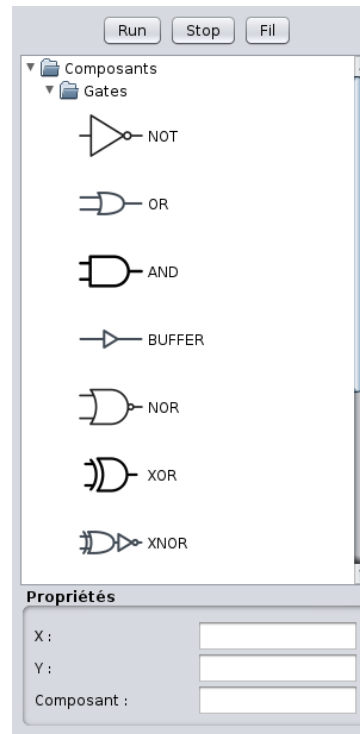 Run Stop Fil
Composants
Gates
NOT
OR
AND
BUFFER
NOR
XOR
XNOR
Propriétés
X :
Y :
Composant :